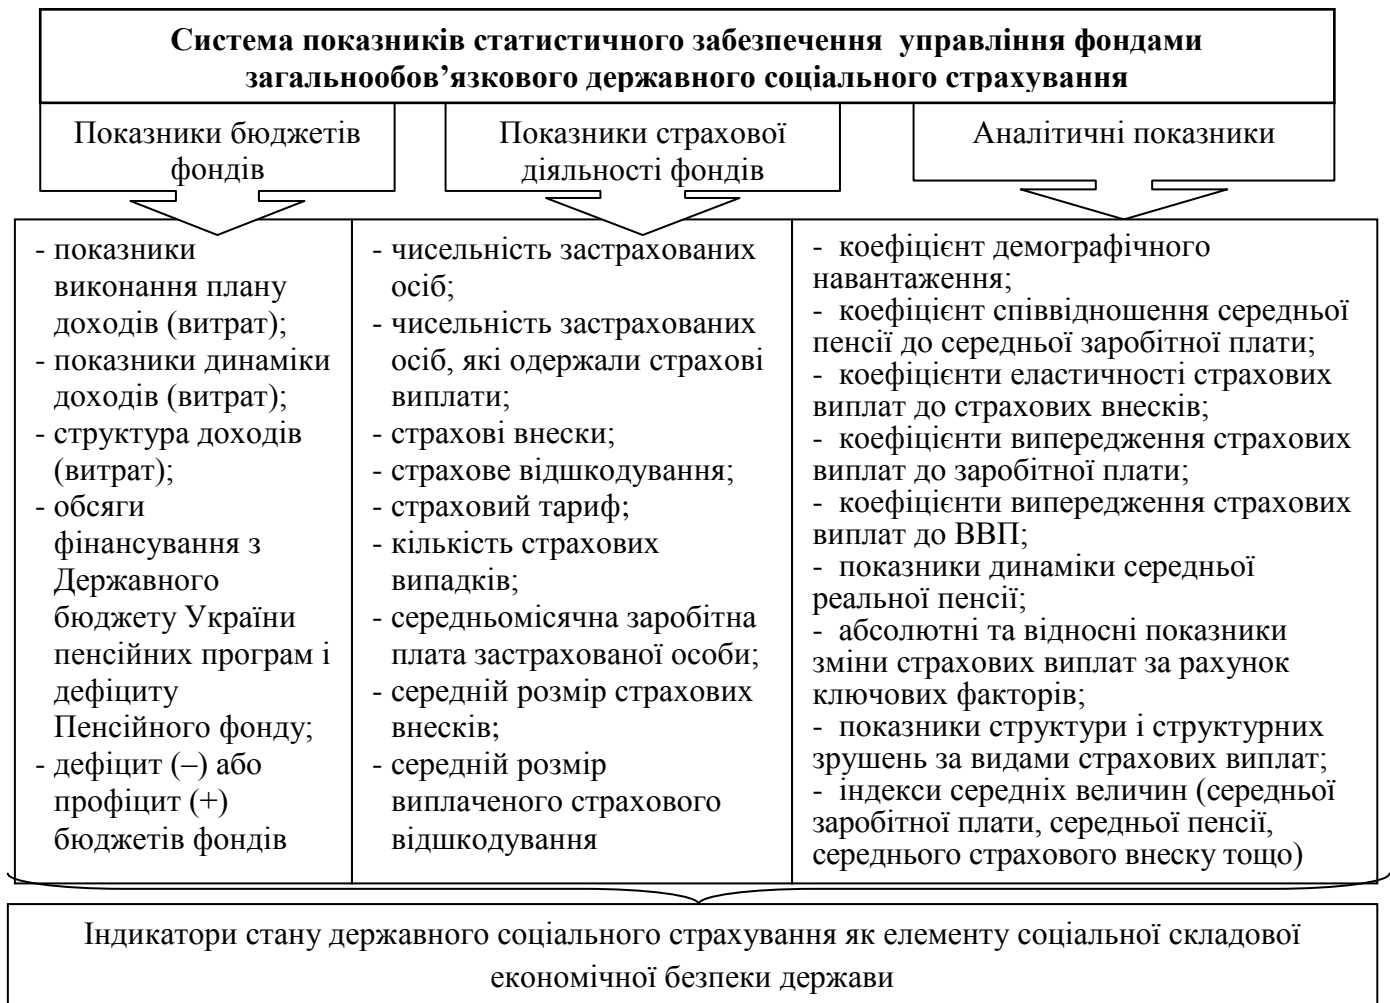 Система показників статистичного забезпечення управління фондами
загальнообов’язкового державного соціального страхування
Показники бюджетів
фондів
Показники страхової
діяльності фондів
Аналітичні показники
- показники
виконання плану
доходів (витрат);
- показники динаміки
доходів (витрат);
- структура доходів
(витрат);
- обсяги
фінансування з
Державного
бюджету України
пенсійних програм і
дефіциту
Пенсійного фонду;
- дефіцит (–) або
профіцит (+)
бюджетів фондів
- чисельність застрахованих
осіб;
- чисельність застрахованих
осіб, які одержали страхові
виплати;
- страхові внески;
- страхове відшкодування;
- страховий тариф;
- кількість страхових
випадків;
- середньомісячна заробітна
плата застрахованої особи;
- середній розмір страхових
внесків;
- середній розмір
виплаченого страхового
відшкодування
- коефіцієнт демографічного
навантаження;
- коефіцієнт співвідношення середньої
пенсії до середньої заробітної плати;
- коефіцієнти еластичності страхових
виплат до страхових внесків;
- коефіцієнти випередження страхових
виплат до заробітної плати;
- коефіцієнти випередження страхових
виплат до ВВП;
- показники динаміки середньої
реальної пенсії;
- абсолютні та відносні показники
зміни страхових виплат за рахунок
ключових факторів;
- показники структури і структурних
зрушень за видами страхових виплат;
- індекси середніх величин (середньої
заробітної плати, середньої пенсії,
середнього страхового внеску тощо)
Індикатори стану державного соціального страхування як елементу соціальної складової
економічної безпеки держави